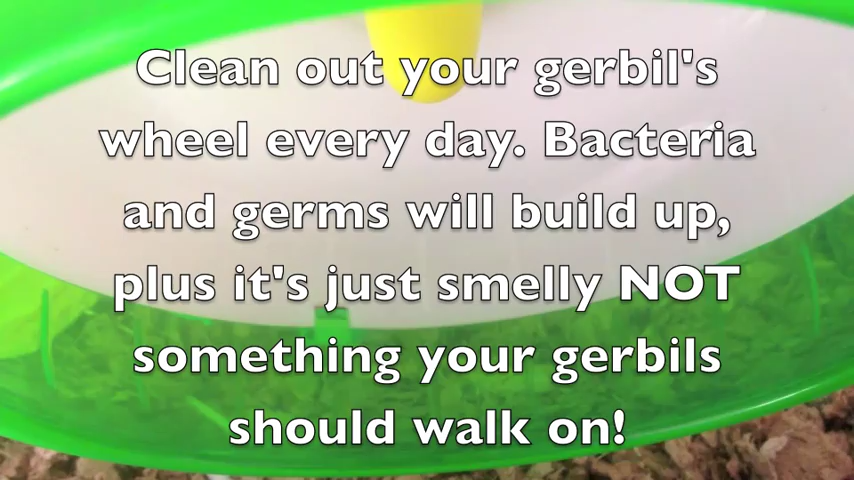 Clean out your gerbil's
wheel every day. Bacteria
and germs will build up,
plus it's just smelly NOT
something your gerbils
should walk on!